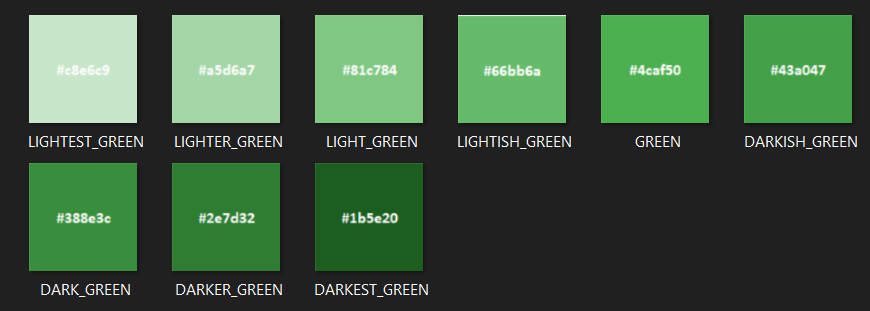 #c8e6c9 #a5d6a7 #81c784 #66bb6a #4caf50 #43a047
LIGHTEST_GREEN LIGHTER_GREEN LIGHT_GREEN LIGHTISH_GREEN GREEN DARKISH_GREEN
#388e3c #2e7d32 #1b5e20
DARK_GREEN DARKER_GREEN DARKEST_GREEN